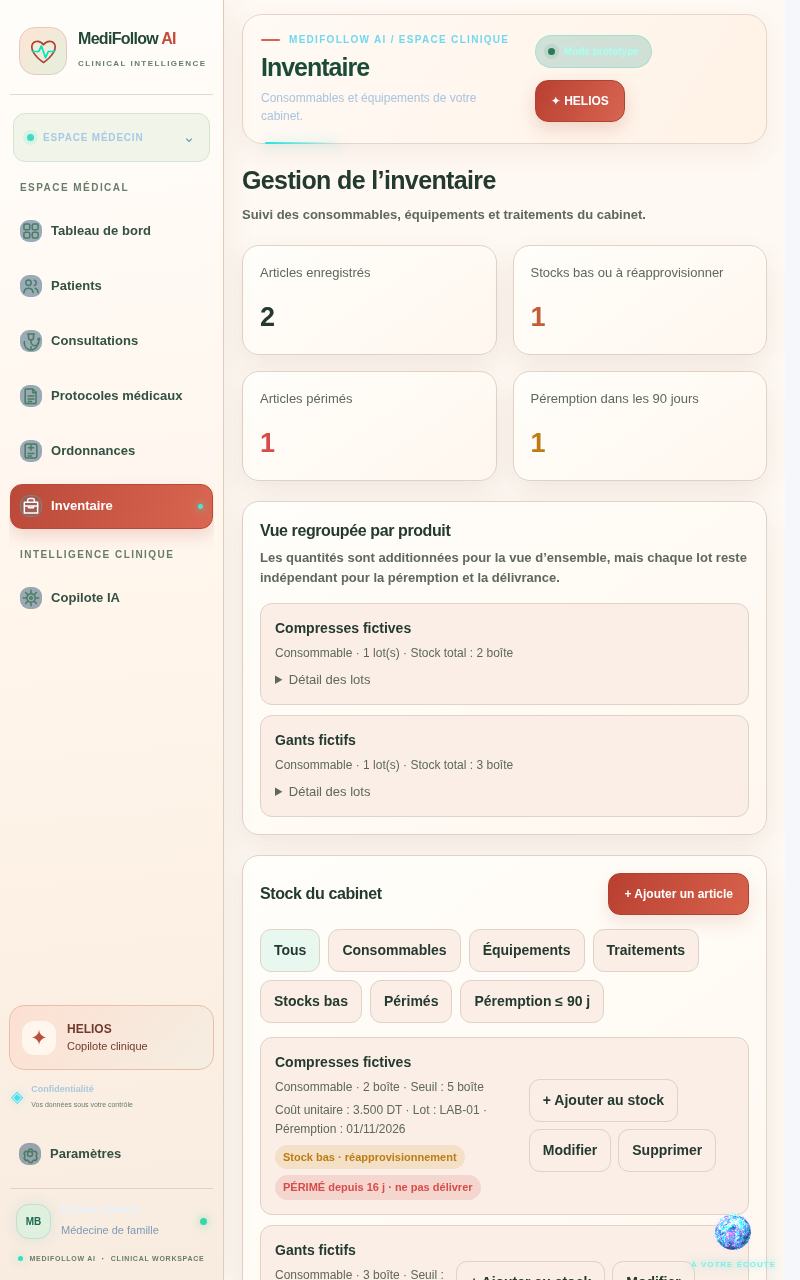 MediFollow AI
CLINICAL INTELLIGENCE
ESPACE MÉDECIN
ESPACE MÉDICAL
Tableau de bord
Patients
Consultations
Protocoles médicaux
Ordonnances
Inventaire
INTELLIGENCE CLINIQUE
Copilote IA
HELIOS
Copilote clinique
Confidentialité
Vos données sous votre contrôle
Paramètres
MB
Médecine de famille
MEDIFOLLOW AI · CLINICAL WORKSPACE
MEDIFOLLOW AI / ESPACE CLINIQUE
Inventaire
Consommables et équipements de votre
cabinet.
Mode prototype
✦ HELIOS
Gestion de l’inventaire
Suivi des consommables, équipements et traitements du cabinet.
Articles enregistrés
2
Stocks bas ou à réapprovisionner
1
Articles périmés
1
Péremption dans les 90 jours
1
Vue regroupée par produit
Les quantités sont additionnées pour la vue d’ensemble, mais chaque lot reste
indépendant pour la péremption et la délivrance.
Compresses fictives
Consommable · 1 lot(s) · Stock total : 2 boîte
Détail des lots
Gants fictifs
Consommable · 1 lot(s) · Stock total : 3 boîte
Détail des lots
Stock du cabinet
+ Ajouter un article
Tous
Consommables
Équipements
Traitements
Stocks bas
Périmés
Péremption ≤ 90 j
Compresses fictives
Consommable · 2 boîte · Seuil : 5 boîte
Coût unitaire : 3.500 DT · Lot : LAB-01 ·
Péremption : 01/11/2026
Stock bas · réapprovisionnement
PÉRIMÉ depuis 16 j · ne pas délivrer
+ Ajouter au stock
Modifier
Supprimer
Gants fictifs
Consommable · 3 boîte · Seuil :
+ Ajouter au stock
Modifier
À VOTRE ÉCOUTE